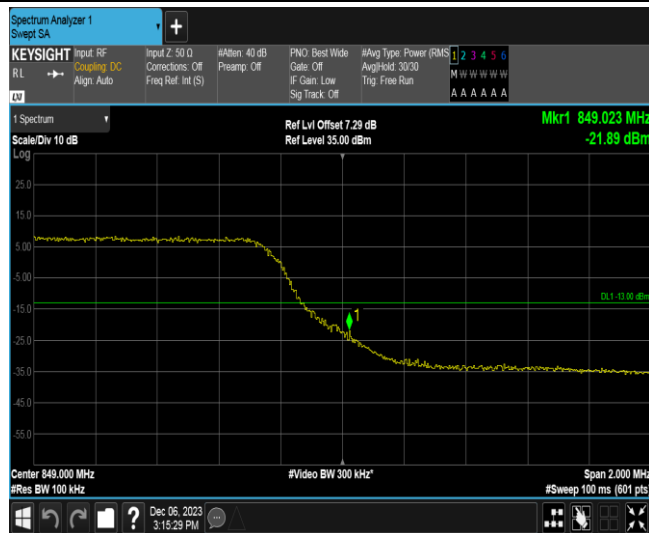 Spectrum Analyzer 1
Swept SA
+
KEYSIGHT
RL
Input: RF
Coupling: DC
Align: Auto
Input Z: 50 Ω
Corrections: Off
Freq Ref: Int (S)
#Atten: 40 dB
Preamp: Off
PNO: Best Wide
Gate: Off
IF Gain: Low
Sig Track: Off
#Avg Type: Power (RMS
Avg|Hold: 30/30
Trig: Free Run
1 2 3 4 5 6
M W W W W W
A A A A A A
LXI
1 Spectrum
Scale/Div 10 dB
Log
Ref Lvl Offset 7.29 dB
Ref Level 35.00 dBm
Mkr1 849.023 MHz
-21.89 dBm
25.0
15.0
5.00
-5.00
DL1 -13.00 dBm
-15.0
1
-25.0
-35.0
-45.0
-55.0
Center 849.000 MHz
#Video BW 300 kHz*
Span 2.000 MHz
#Res BW 100 kHz
#Sweep 100 ms (601 pts)
?
Dec 06, 2023
3:15:29 PM